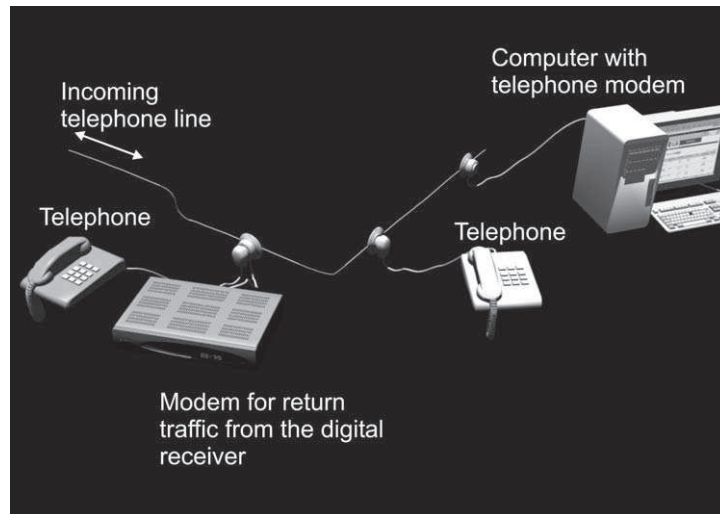 Computer with
telephone modem
Incoming
telephone line
Telephone
Telephone
Modem for return
traffic from the digital
receiver